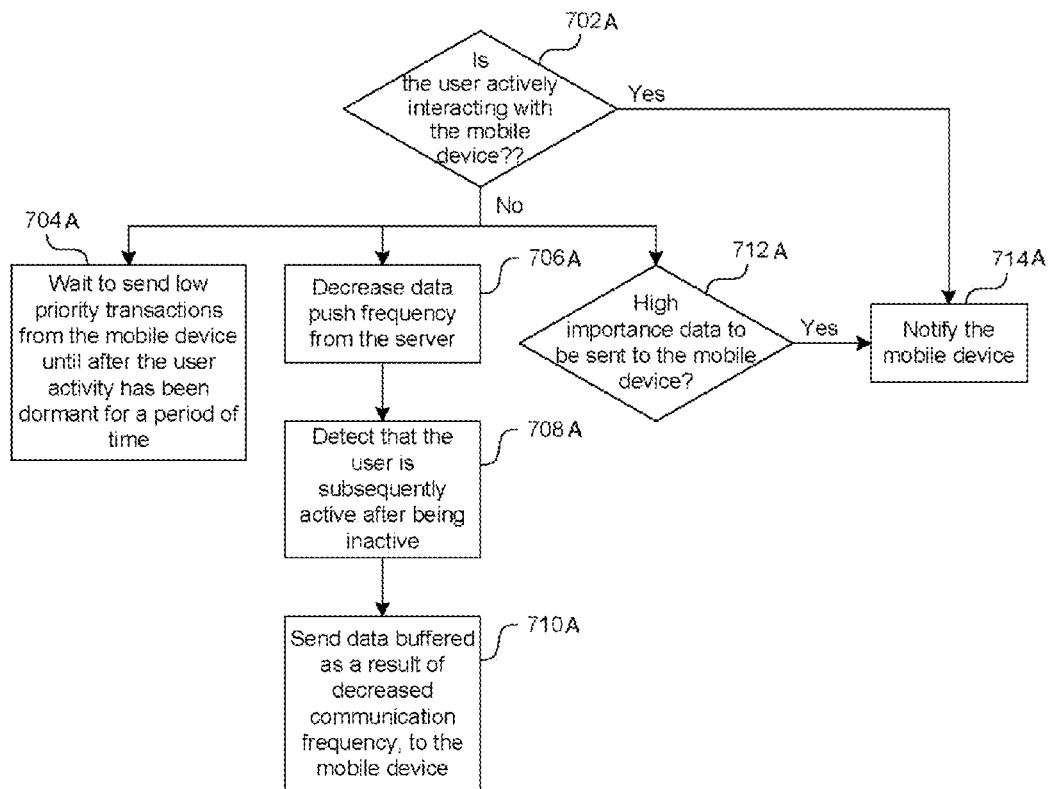 702A
Is
the user actively
interacting with
the mobile
device??
Yes
No
704A
Wait to send low
priority transactions
from the mobile device
until after the user
activity has been
dormant for a period of
time
706A
Decrease data
push frequency
from the server
712A
High
importance data to
be sent to the mobile
device?
Yes
714A
Notify the
mobile device
708A
Detect that the
user is
subsequently
active after being
inactive
710A
Send data buffered
as a result of
decreased
communication
frequency, to the
mobile device